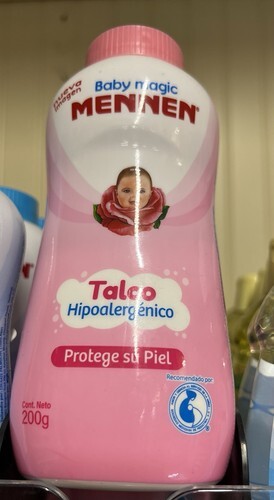 Nueva
imagen
Baby magic
MENNEN
Talco
Hipoalergénico
Protege su Piel
Recomendado por
Cont. Neto
200g